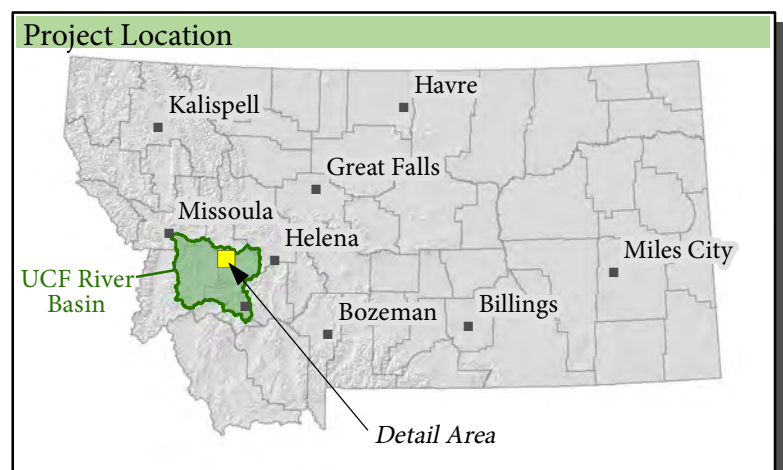 Project Location
Havre
Kalispell
Great Falls
Missoula
Helena
Miles City
UCF River
Basin
Bozeman
Billings
Detail Area